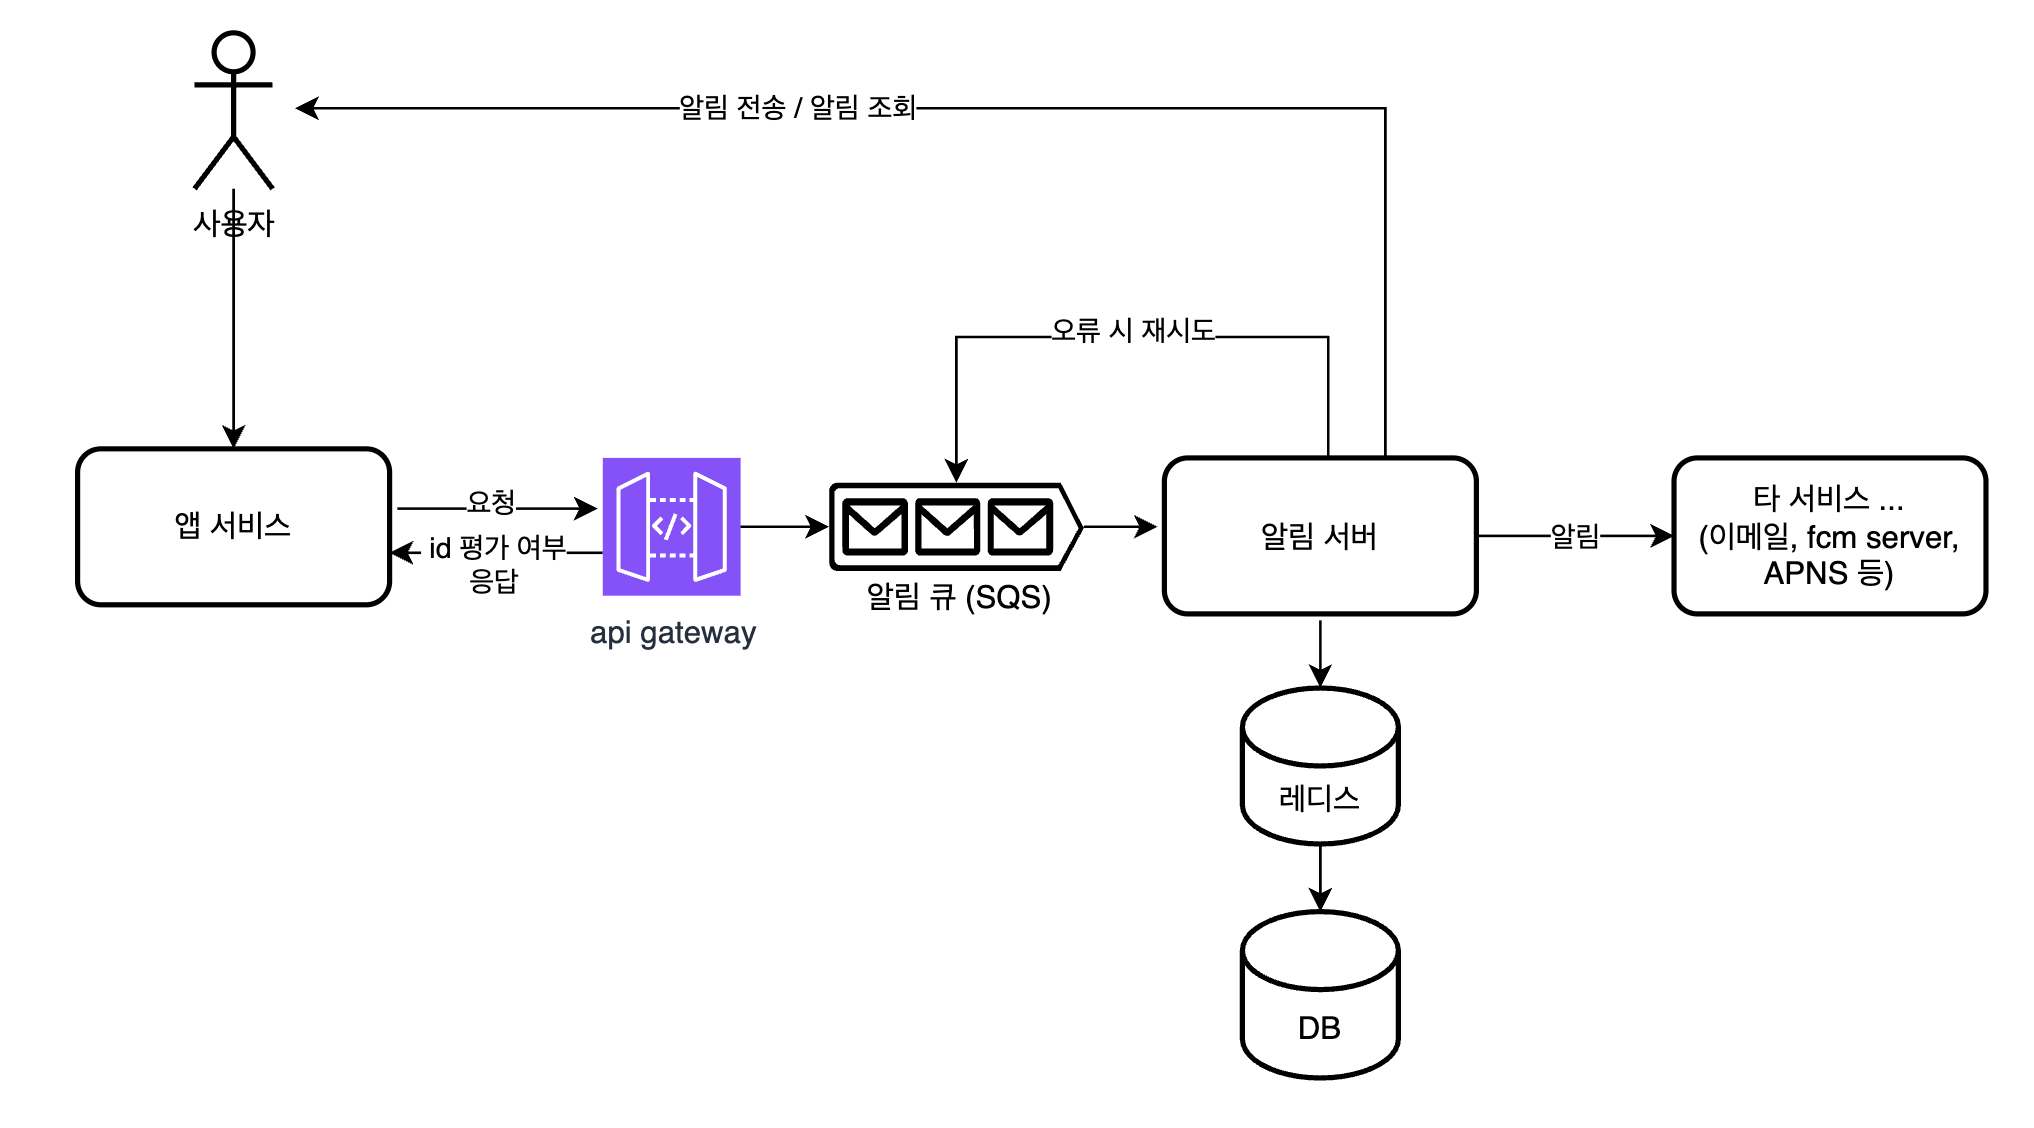 알림 전송 / 알림 조회
사용자
오류 시 재시도
앱 서비스
요청
id 평가 여부
응답
api gateway
알림 큐 (SQS)
알림 서버
알림
타 서비스 ...
(이메일, fcm server,
APNS 등)
레디스
DB